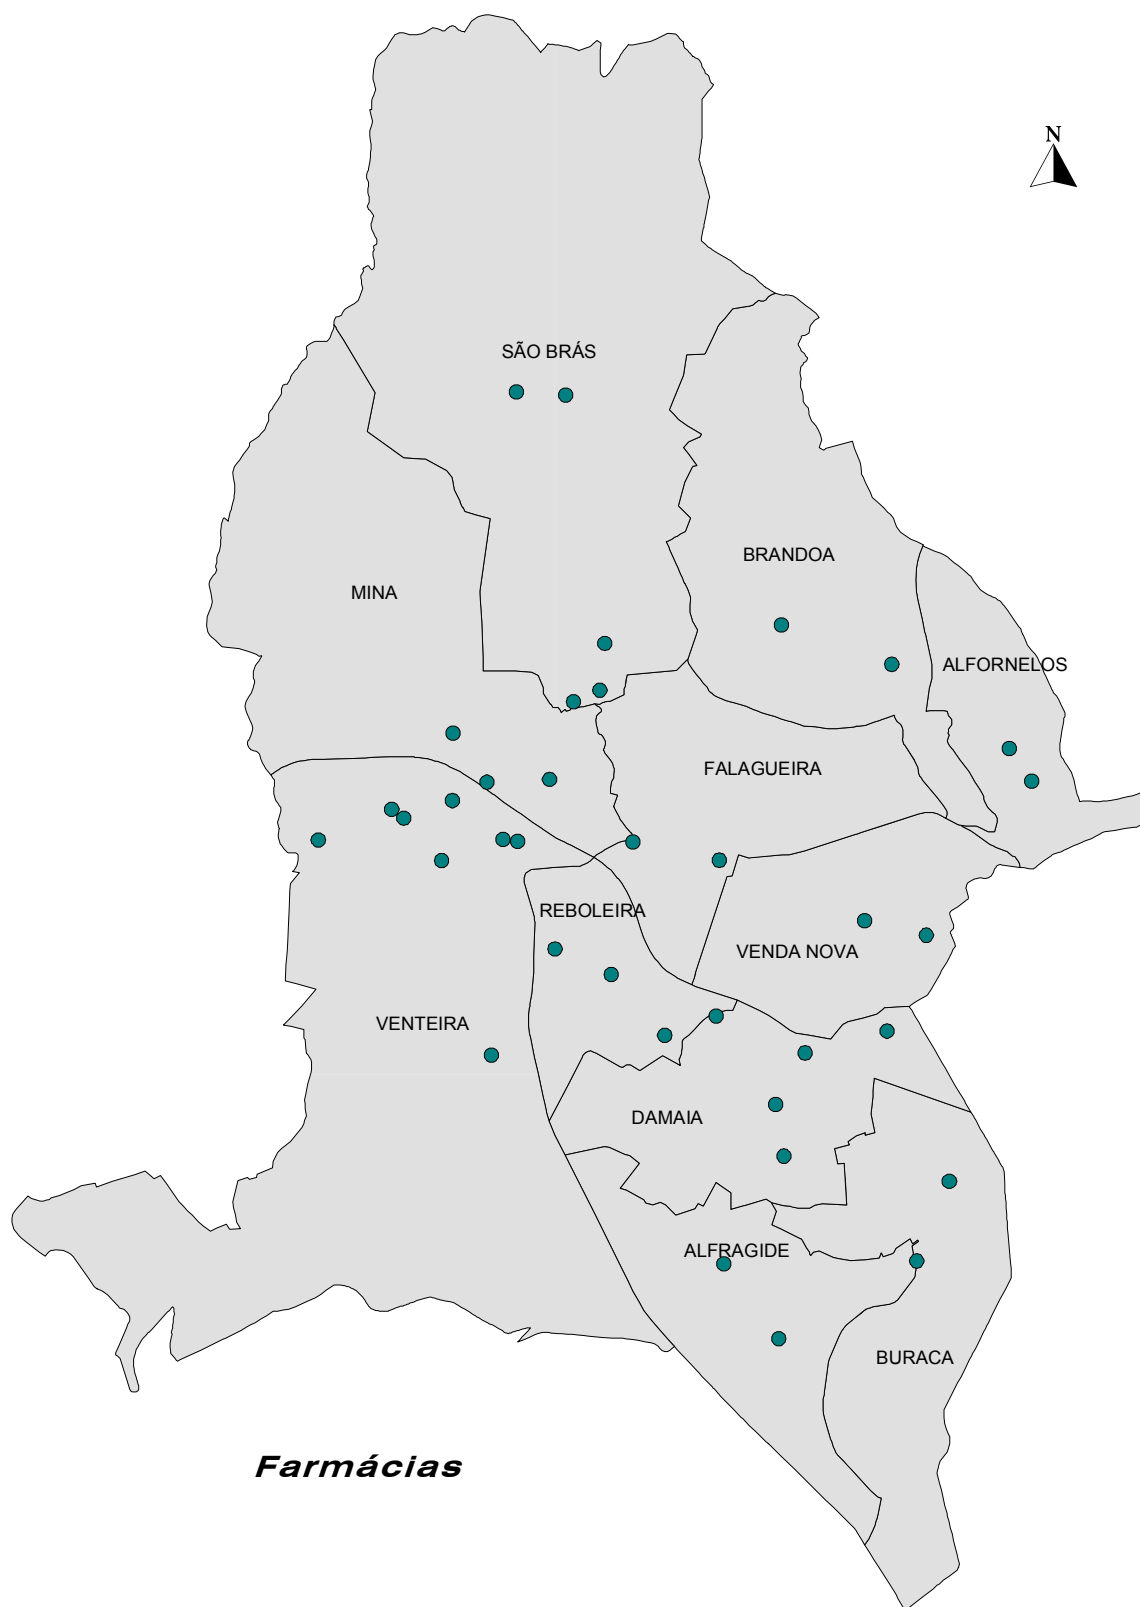 N
SÃO BRÁS
BRANDOA
MINA
ALFORNELOS
FALAGUEIRA
REBOLEIRA
VENDA NOVA
VENTEIRA
DAMAIA
ALFRAGIDE
BURACA
Farmácias